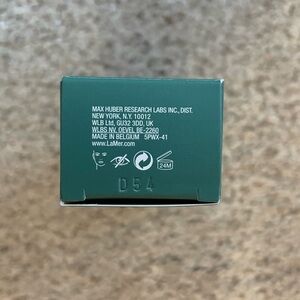 MAX HUBER RESEARCH LABS INC., DIST.
NEW YORK, N.Y. 10012
WLB Ltd, GU32 3DD, UK
WLBS NV, OEVEL BE-2260
MADE IN BELGIUM 5PWX-41
www.LaMer.com
24M
D54